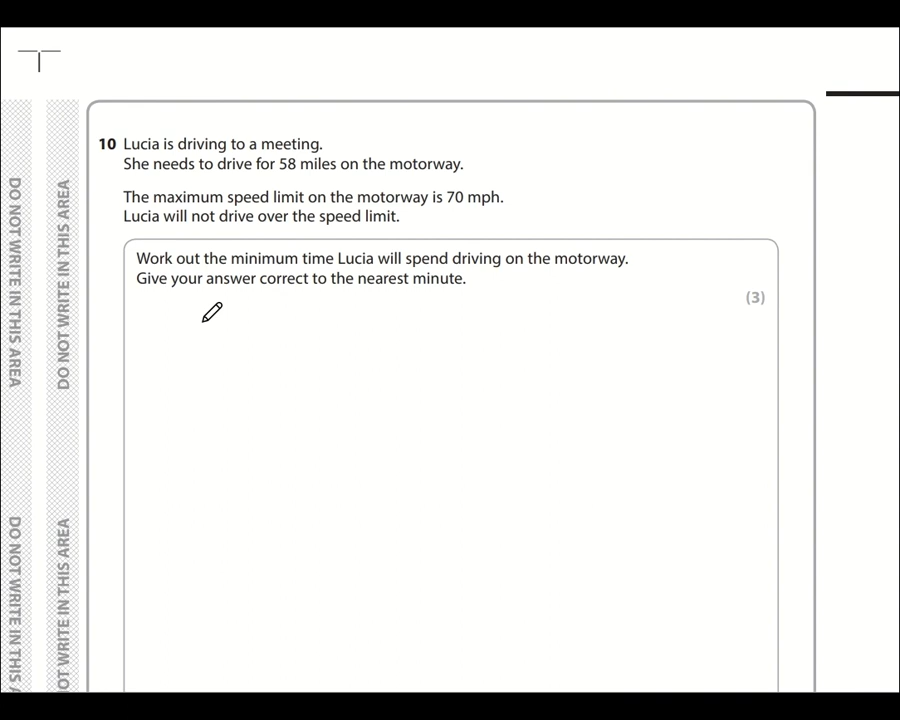 10 Lucia is driving to a meeting.
She needs to drive for 58 miles on the motorway.
The maximum speed limit on the motorway is 70 mph.
Lucia will not drive over the speed limit.
Work out the minimum time Lucia will spend driving on the motorway.
Give your answer correct to the nearest minute.
(3)
DO NOT WRITE IN THIS AREA
DO NOT WRITE IN THIS AREA
DO NOT WRITE IN THIS
NOT WRITE IN THIS AREA